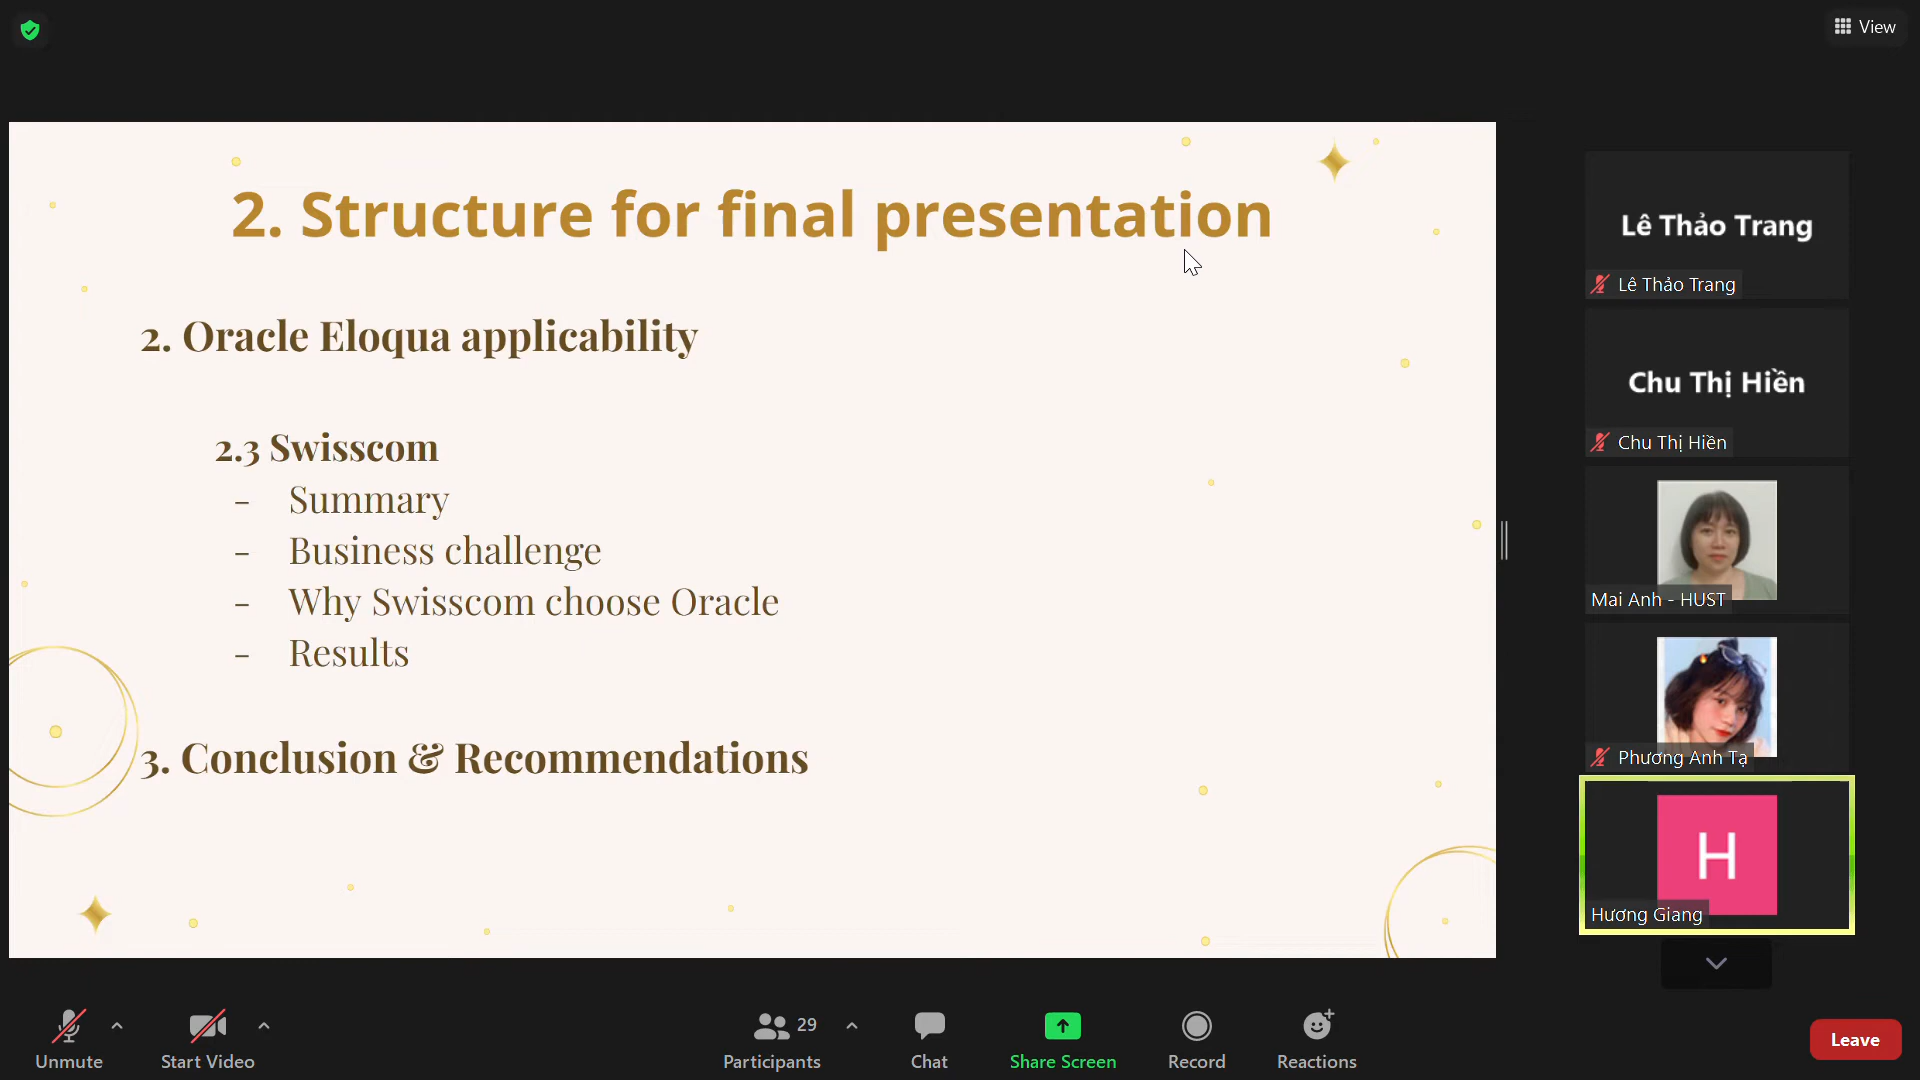 View
2. Structure for final presentation
2. Oracle Eloqua applicability
2.3 Swisscom
- Summary
- Business challenge
- Why Swisscom choose Oracle
- Results
3. Conclusion & Recommendations
Lê Thảo Trang
Lê Thảo Trang
Chu Thị Hiền
Chu Thị Hiền
Mai Anh - HUST
Phương Anh Tạ
H
Hương Giang
Unmute
Start Video
29
Participants
Chat
Share Screen
Record
Reactions
Leave